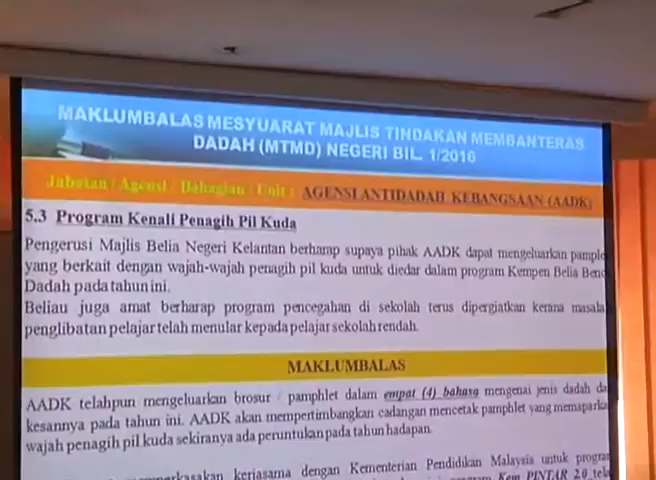 MAKLUMBALAS MESYUARAT MAJLIS TINDAKAN MEMBANTERAS
DADAH (MTMD) NEGERI BIL. 1/2016
Jabatan / Agensi / Bahagian / Unit : AGENSI ANTIDADAH KEBANGSAAN (AADK)
5.3 Program Kenali Penagih Pil Kuda
Pengerusi Majlis Belia Negeri Kelantan berharap supaya pihak AADK dapat mengeluarkan
yang berkait dengan wajah-wajah penagih pil kuda untuk diedar dalam program Kempen Belia
Dadah pada tahun ini.
Beliau juga amat berharap program pencegahan di sekolah terus dipergiatkan kerana
penglibatan pelajar telah menular kepada pelajar sekolah rendah.
MAKLUMBALAS
AADK telahpun mengeluarkan brosur / pamphlet dalam empat (4) bahasa mengenai jenis dadah
kesannya pada tahun ini. AADK akan mempertimbangkan cadangan mencetak pamphlet yang
wajah penagih pil kuda sekiranya ada peruntukan pada tahun hadapan.
kerjasama dengan Kementerian Pendidikan Malaysia untuk
Kem PINTAR 2.0